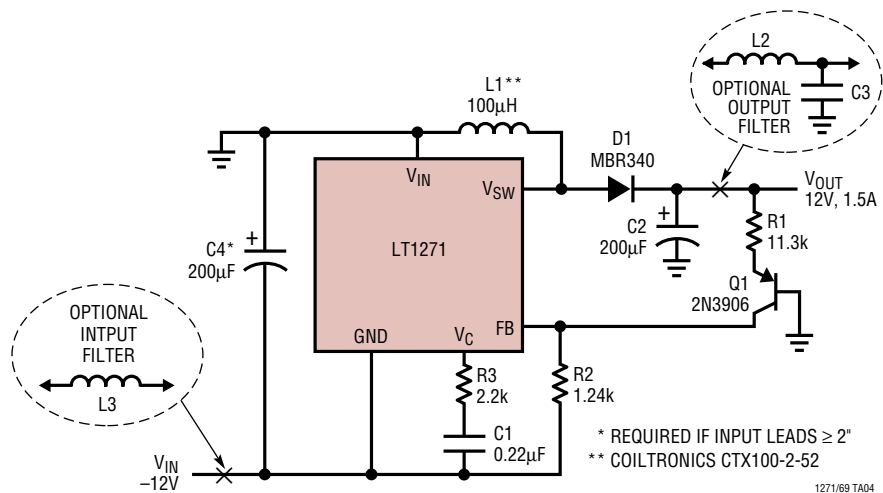 L2
OPTIONAL
OUTPUT
FILTER
C3
L1**
100µH
D1
MBR340
VIN
VSW
VOUT
12V, 1.5A
C4*
200µF
+
LT1271
+
C2
200µF
R1
11.3k
Q1
2N3906
OPTIONAL
INTPUT
FILTER
L3
GND
VC
FB
R3
2.2k
R2
1.24k
C1
0.22µF
VIN
–12V
* REQUIRED IF INPUT LEADS ≥ 2"
** COILTRONICS CTX100-2-52
1271/69 TA04